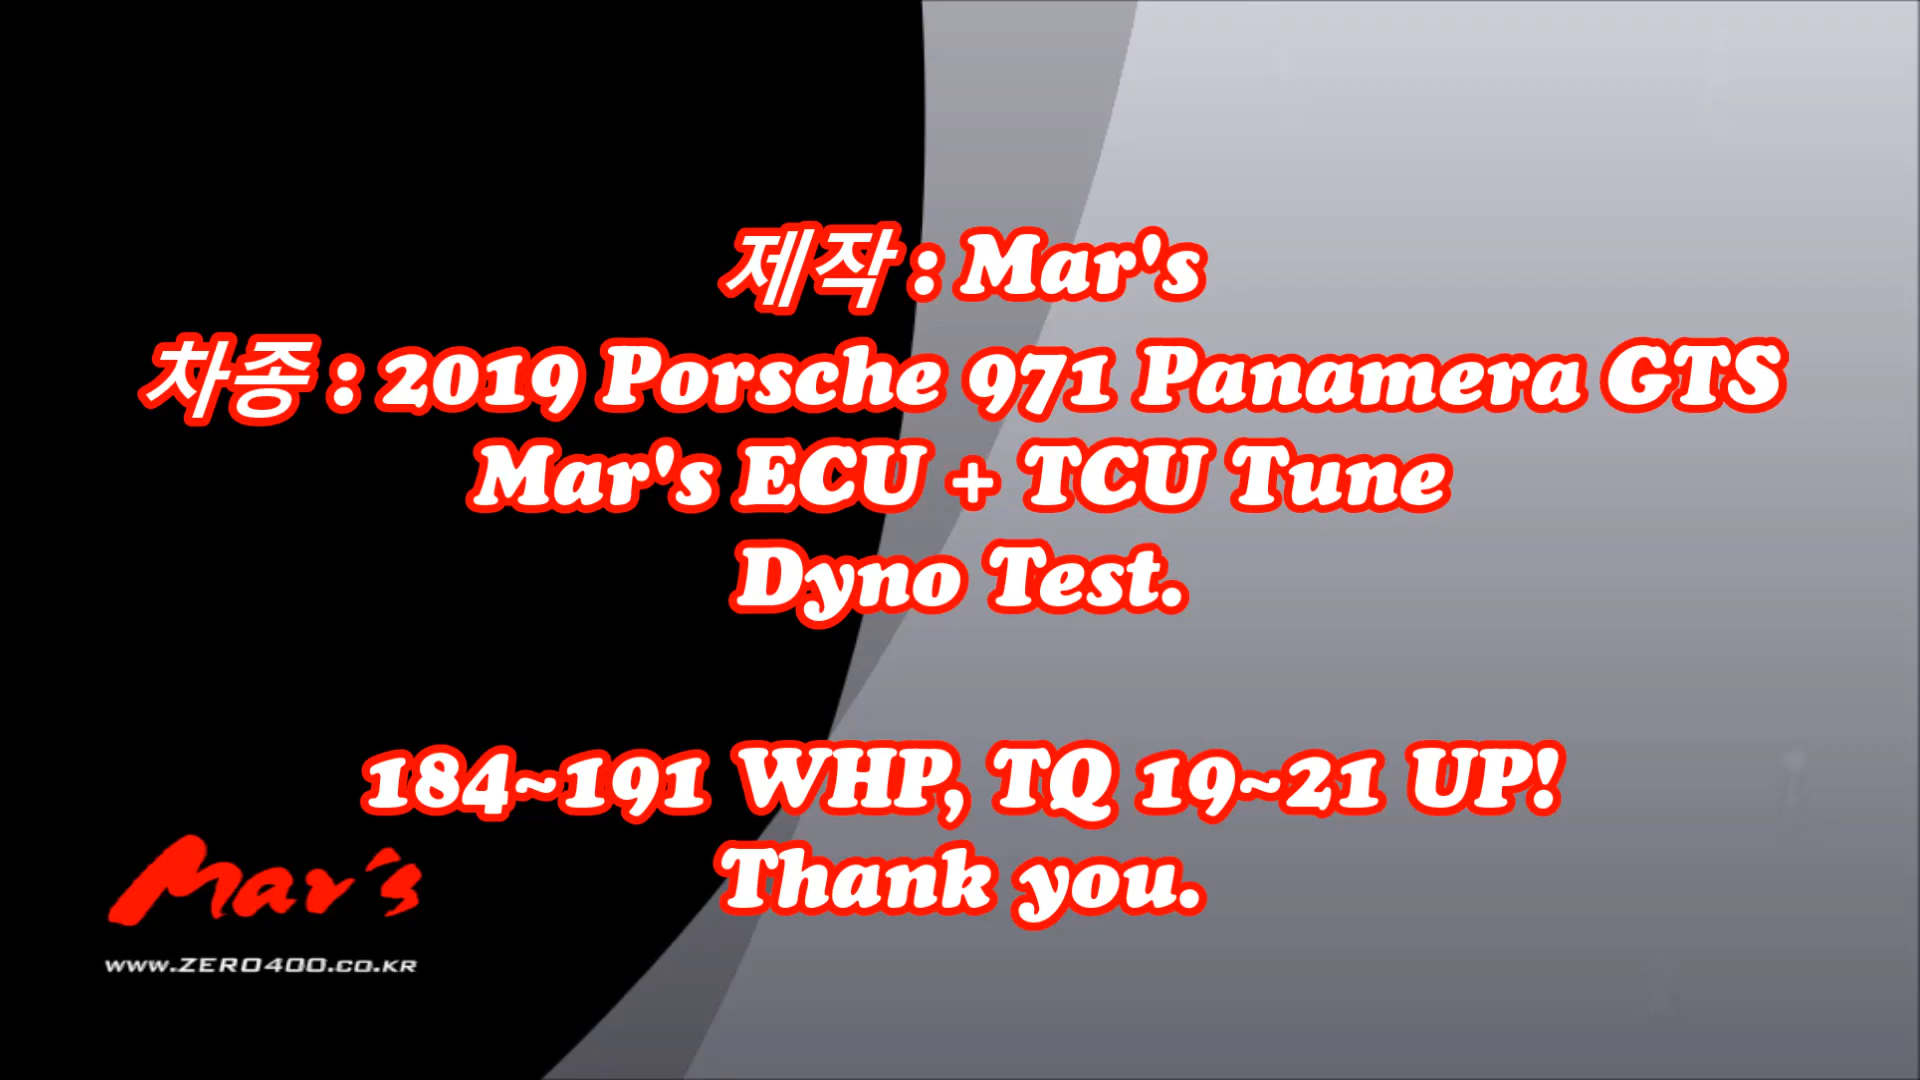 제작 : Mar's
차종 : 2019 Porsche 971 Panamera GTS
Mar's ECU + TCU Tune
Dyno Test.
184~191 WHP, TQ 19~21 UP!
Thank you.
Mar's
www.ZERO400.co.kr